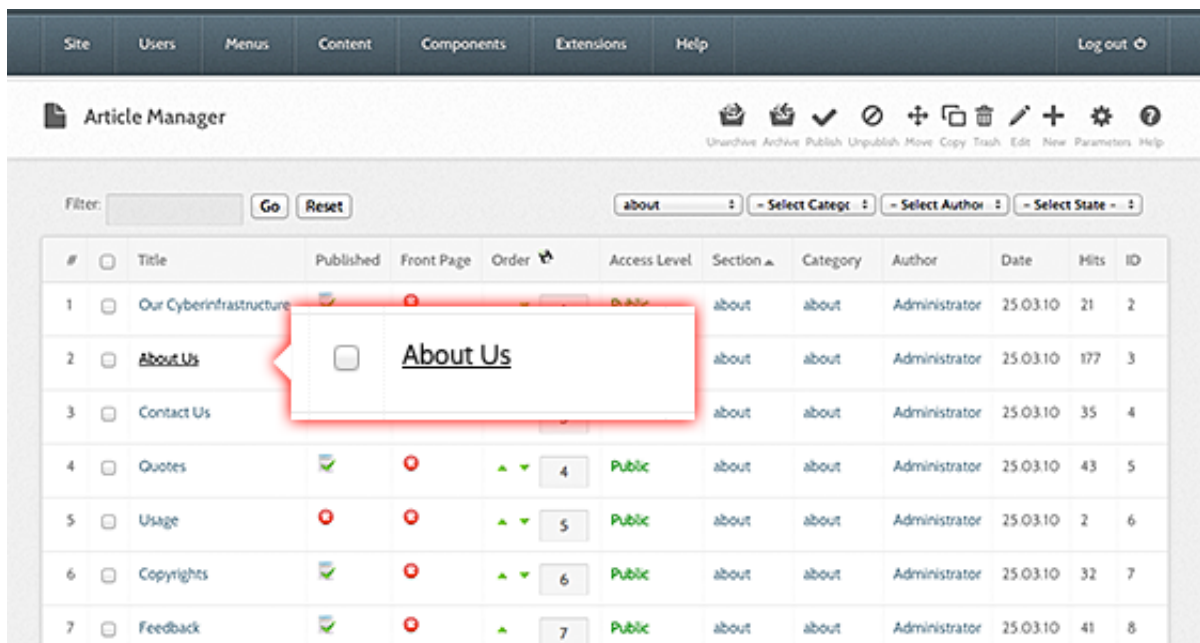 Site Users Menus Content Components Extensions Help Log out
Article Manager
Unarchive Archive Publish Unpublish Move Copy Trash Edit New Parameters Help
Filter: Go Reset about - Select Categc - Select Author - Select State -
# Title Published Front Page Order Access Level Section Category Author Date Hits ID
1 Our Cyberinfrastructure Public about about Administrator 25.03.10 21 2
2 About Us about about Administrator 25.03.10 177 3
About Us
3 Contact Us about about Administrator 25.03.10 35 4
4 Quotes 4 Public about about Administrator 25.03.10 43 5
5 Usage 5 Public about about Administrator 25.03.10 2 6
6 Copyrights 6 Public about about Administrator 25.03.10 32 7
7 Feedback 7 Public about about Administrator 25.03.10 41 8